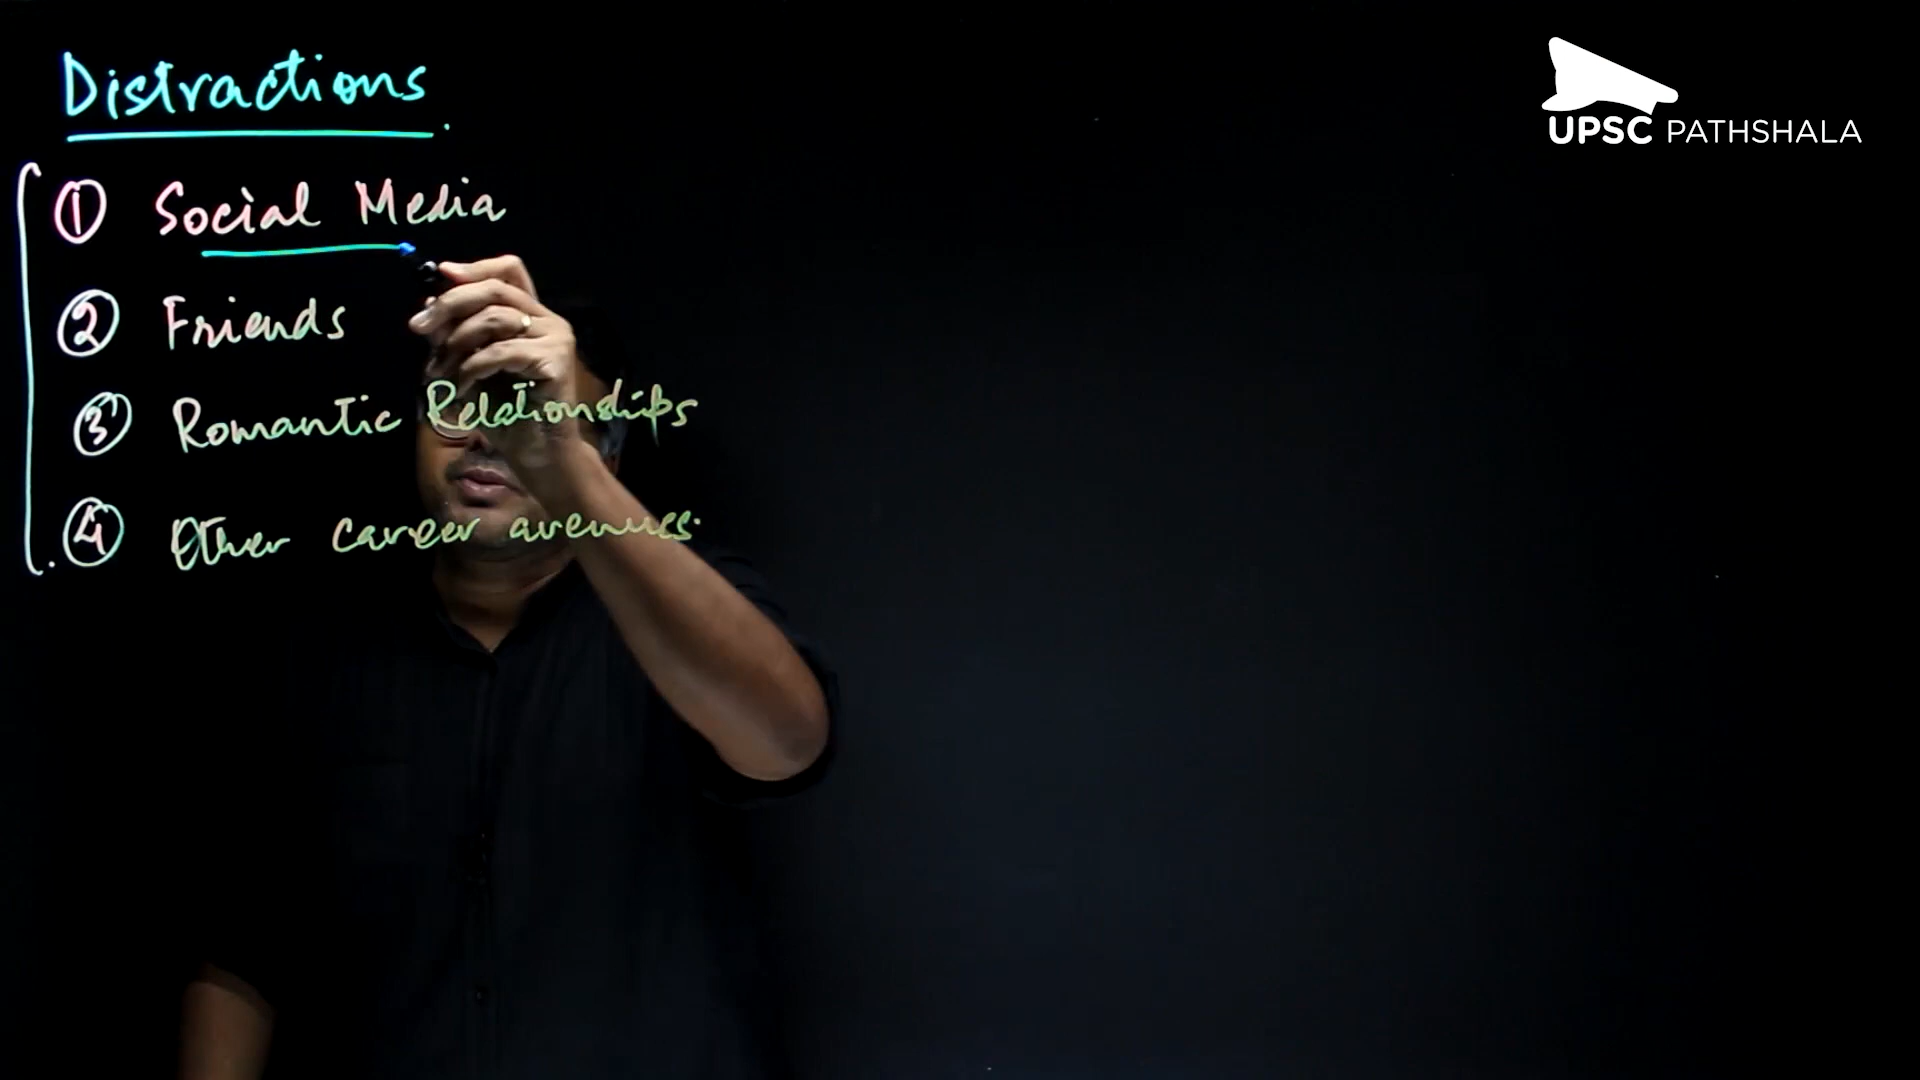 Distractions.
UPSC PATHSHALA
① Social Media
② Friends
③ Romantic Relationships
④ Other career avenues.